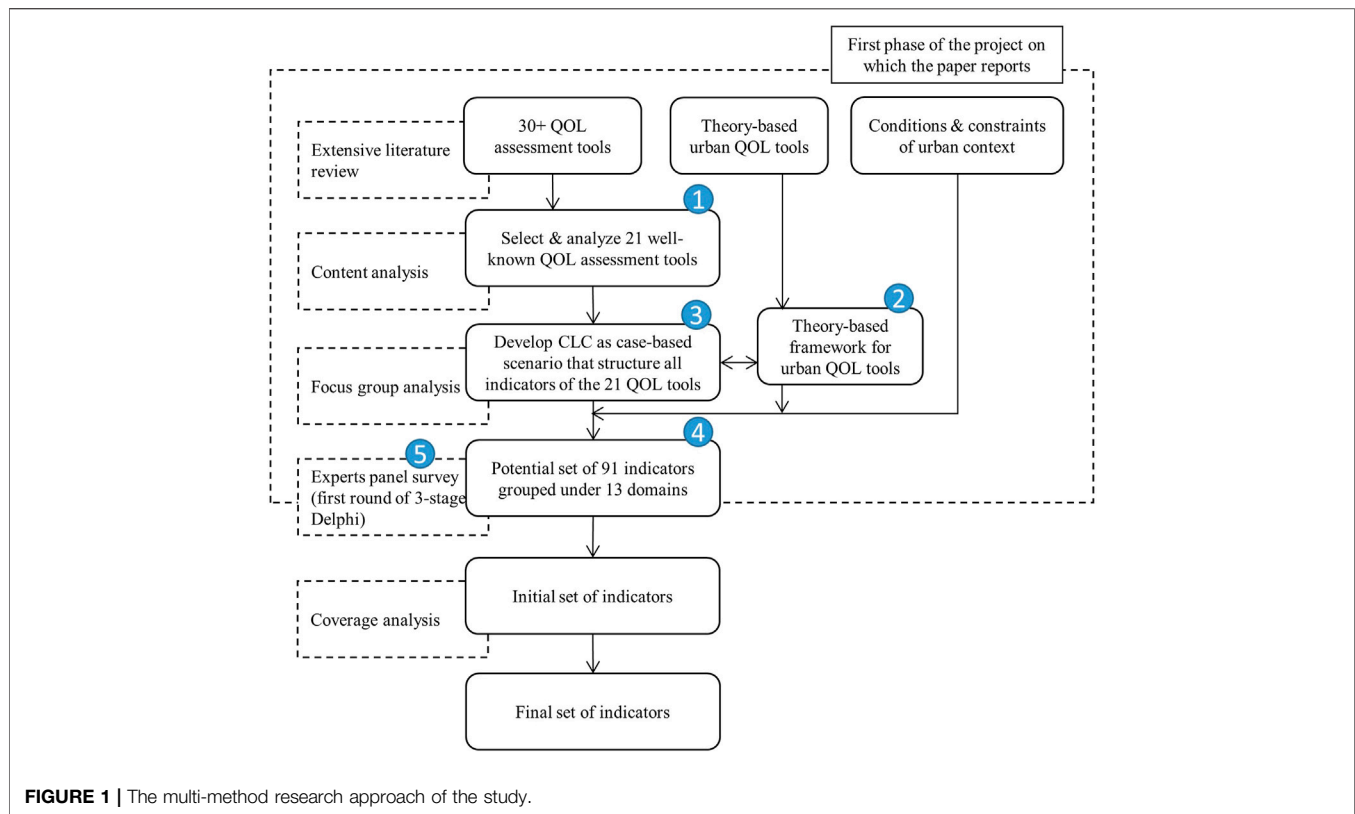 First phase of the project on
which the paper reports
30+ QOL
assessment tools
Theory-based
urban QOL tools
Conditions & constraints
of urban context
Extensive literature
review
1
Select & analyze 21 well-
known QOL assessment tools
Content analysis
2
3
Develop CLC as case-based
scenario that structure all
indicators of the 21 QOL tools
Theory-based
framework for
urban QOL tools
Focus group analysis
4
5
Potential set of 91 indicators
grouped under 13 domains
Experts panel survey
(first round of 3-stage
Delphi)
Initial set of indicators
Coverage analysis
Final set of indicators
FIGURE 1 | The multi-method research approach of the study.